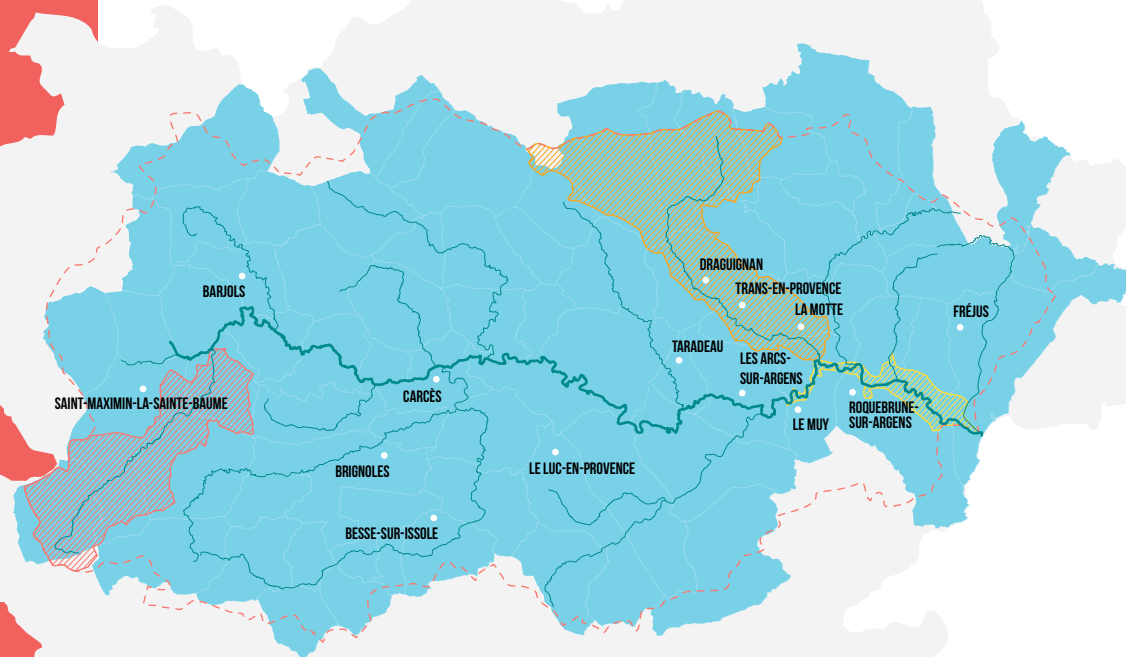 DRAGUIGNAN
TRANS-EN-PROVENCE
BARJOLS
LA MOTTE
FRÉJUS
TARADEAU
LES ARCS-
SUR-ARGENS
CARCÈS
SAINT-MAXIMIN-LA-SAINTE-BAUME
ROQUEBRUNE-
SUR-ARGENS
LE MUY
BRIGNOLES
LE LUC-EN-PROVENCE
BESSE-SUR-ISSOLE